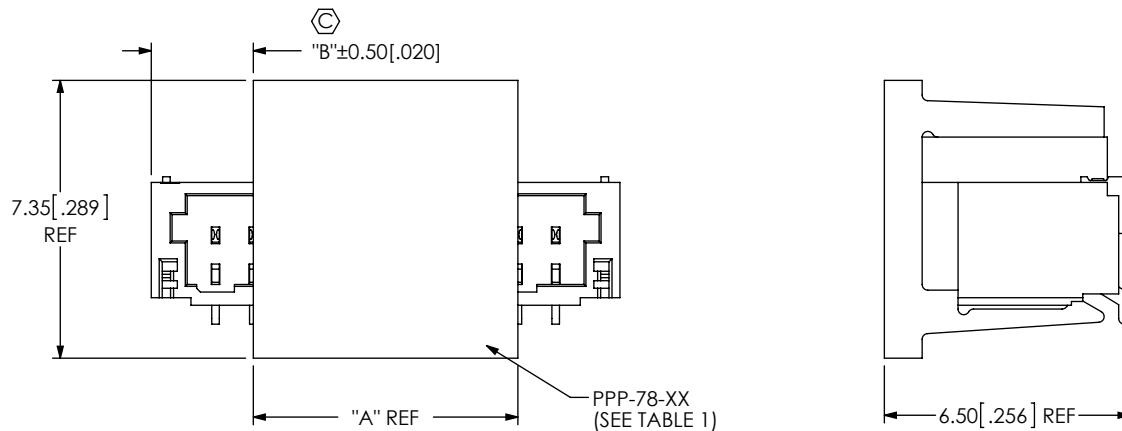 C
"B"±0.50[.020]
7.35[.289]
REF
"A" REF
PPP-78-XX
(SEE TABLE 1)
6.50[.256] REF